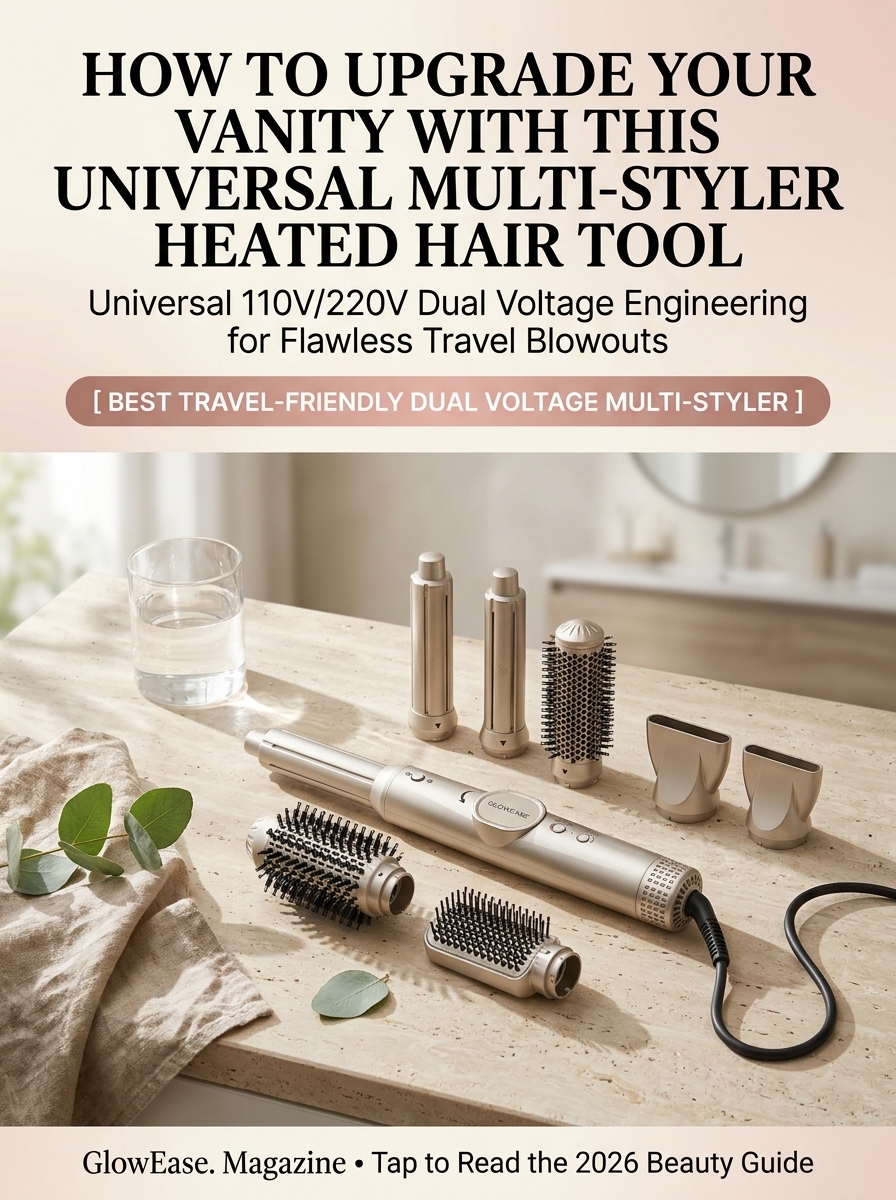 HOW TO UPGRADE YOUR
VANITY WITH THIS
UNIVERSAL MULTI-STYLER
HEATED HAIR TOOL
Universal 110V/220V Dual Voltage Engineering
for Flawless Travel Blowouts
[ BEST TRAVEL-FRIENDLY DUAL VOLTAGE MULTI-STYLER ]
GlowEase. Magazine • Tap to Read the 2026 Beauty Guide